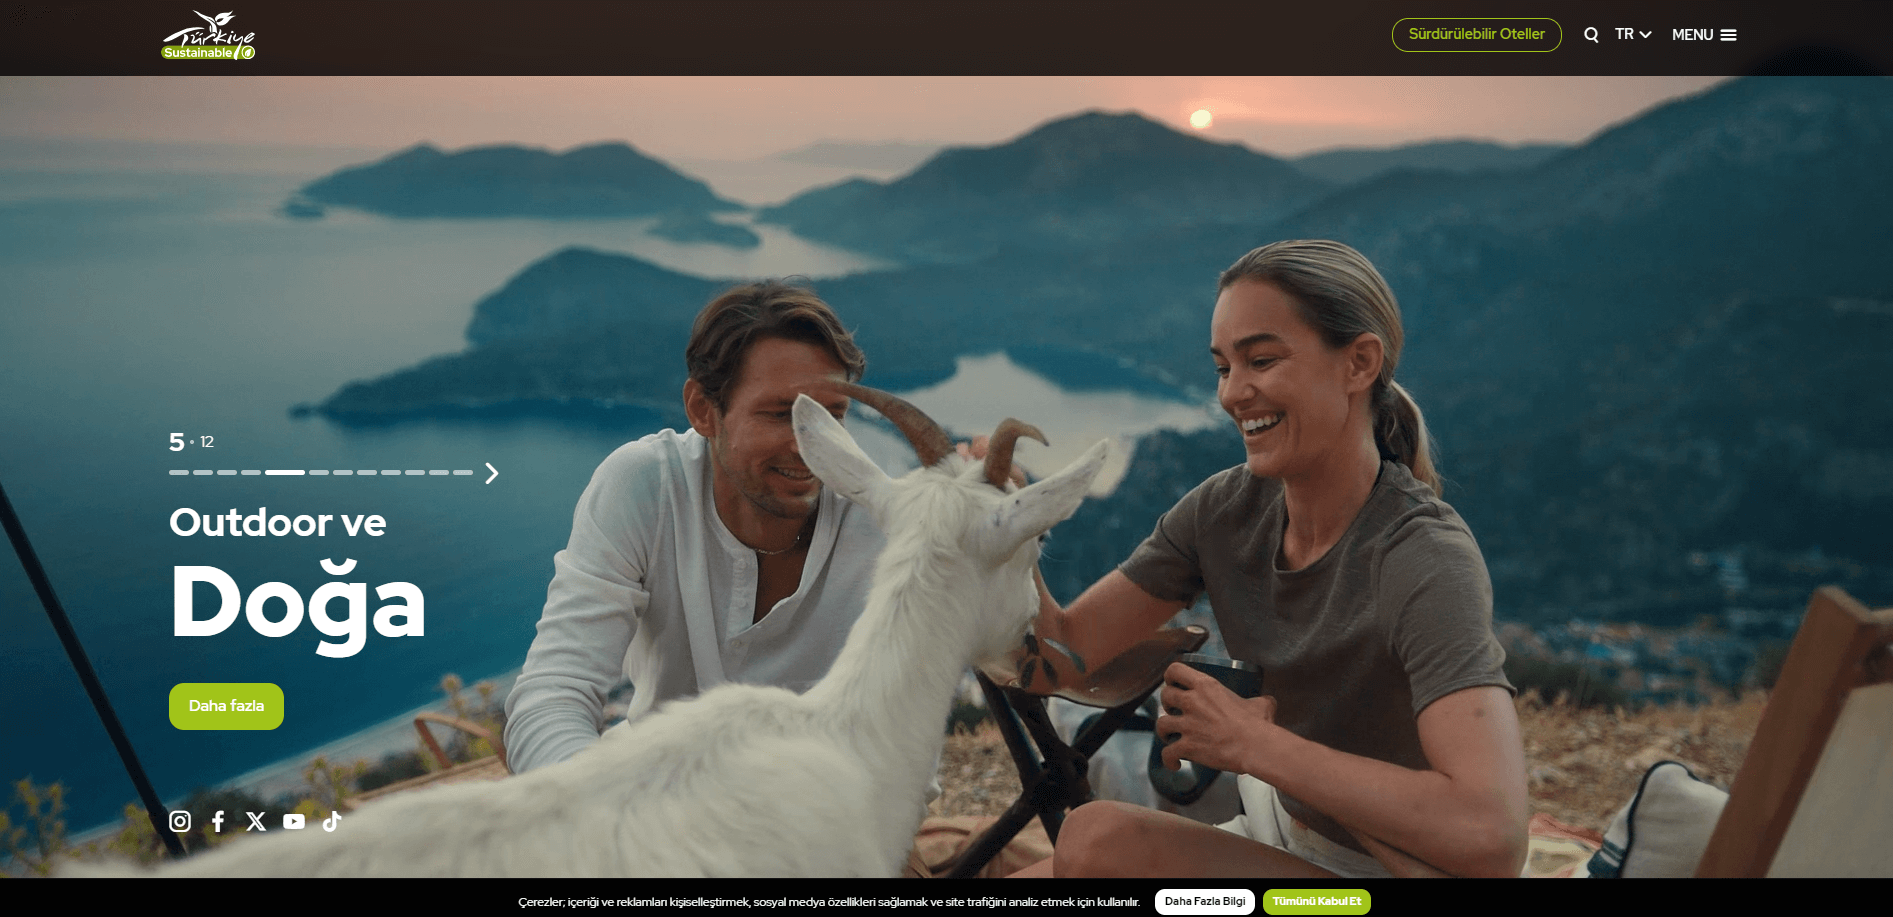 Türkiye
Sustainable
Sürdürülebilir Oteller
TR
MENU
5 • 12
Outdoor ve
Doğa
Daha fazla
Çerezler; içeriği ve reklamları kişiselleştirmek, sosyal medya özellikleri sağlamak ve site trafiğini analiz etmek için kullanılır.
Daha Fazla Bilgi
Tümünü Kabul Et